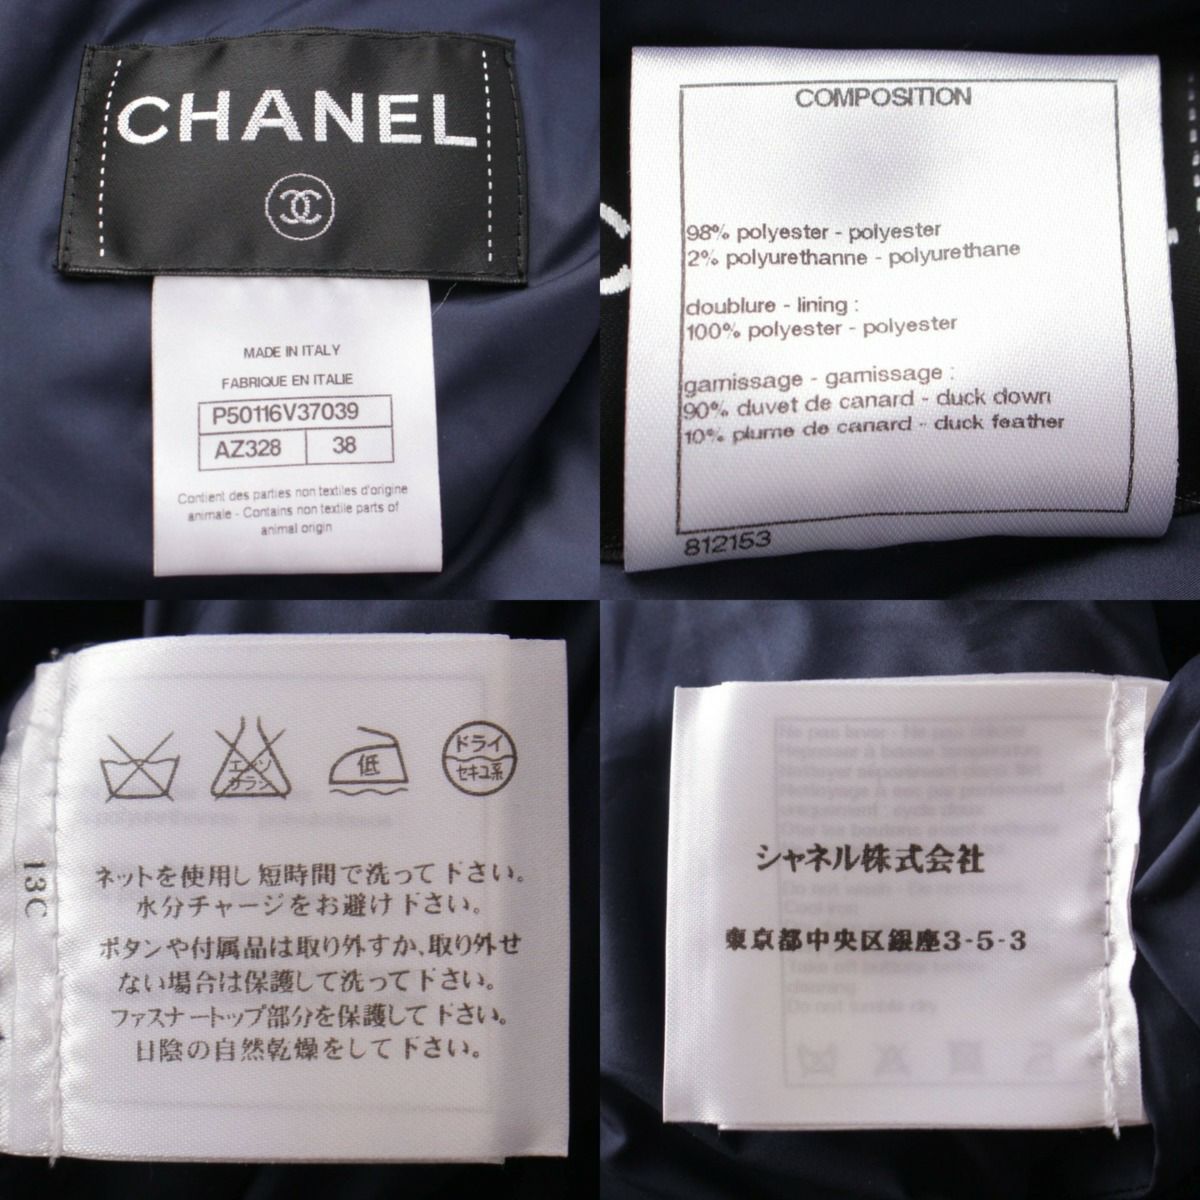 CHANEL
MADE IN ITALY
FABRIQUE EN ITALIE
P50116V37039
AZ328 38
Contient des parties non textiles d'origine
animale - Contains non textile parts of
animal origin
COMPOSITION
98% polyester - polyester
2% polyurethanne - polyurethane
doublure - lining :
100% polyester - polyester
garnissage - garnissage :
90% duvet de canard - duck down
10% plume de canard - duck feather
812153
エンソ
カラシ
低
ドライ
セキユ系
13C
ネットを使用し短時間で洗って下さい。
水分チャージをお避け下さい。
ボタンや付属品は取り外すか、取り外せ
ない場合は保護して洗って下さい。
ファスナートップ部分を保護して下さい。
日陰の自然乾燥をして下さい。
シャネル株式会社
東京都中央区銀座3-5-3